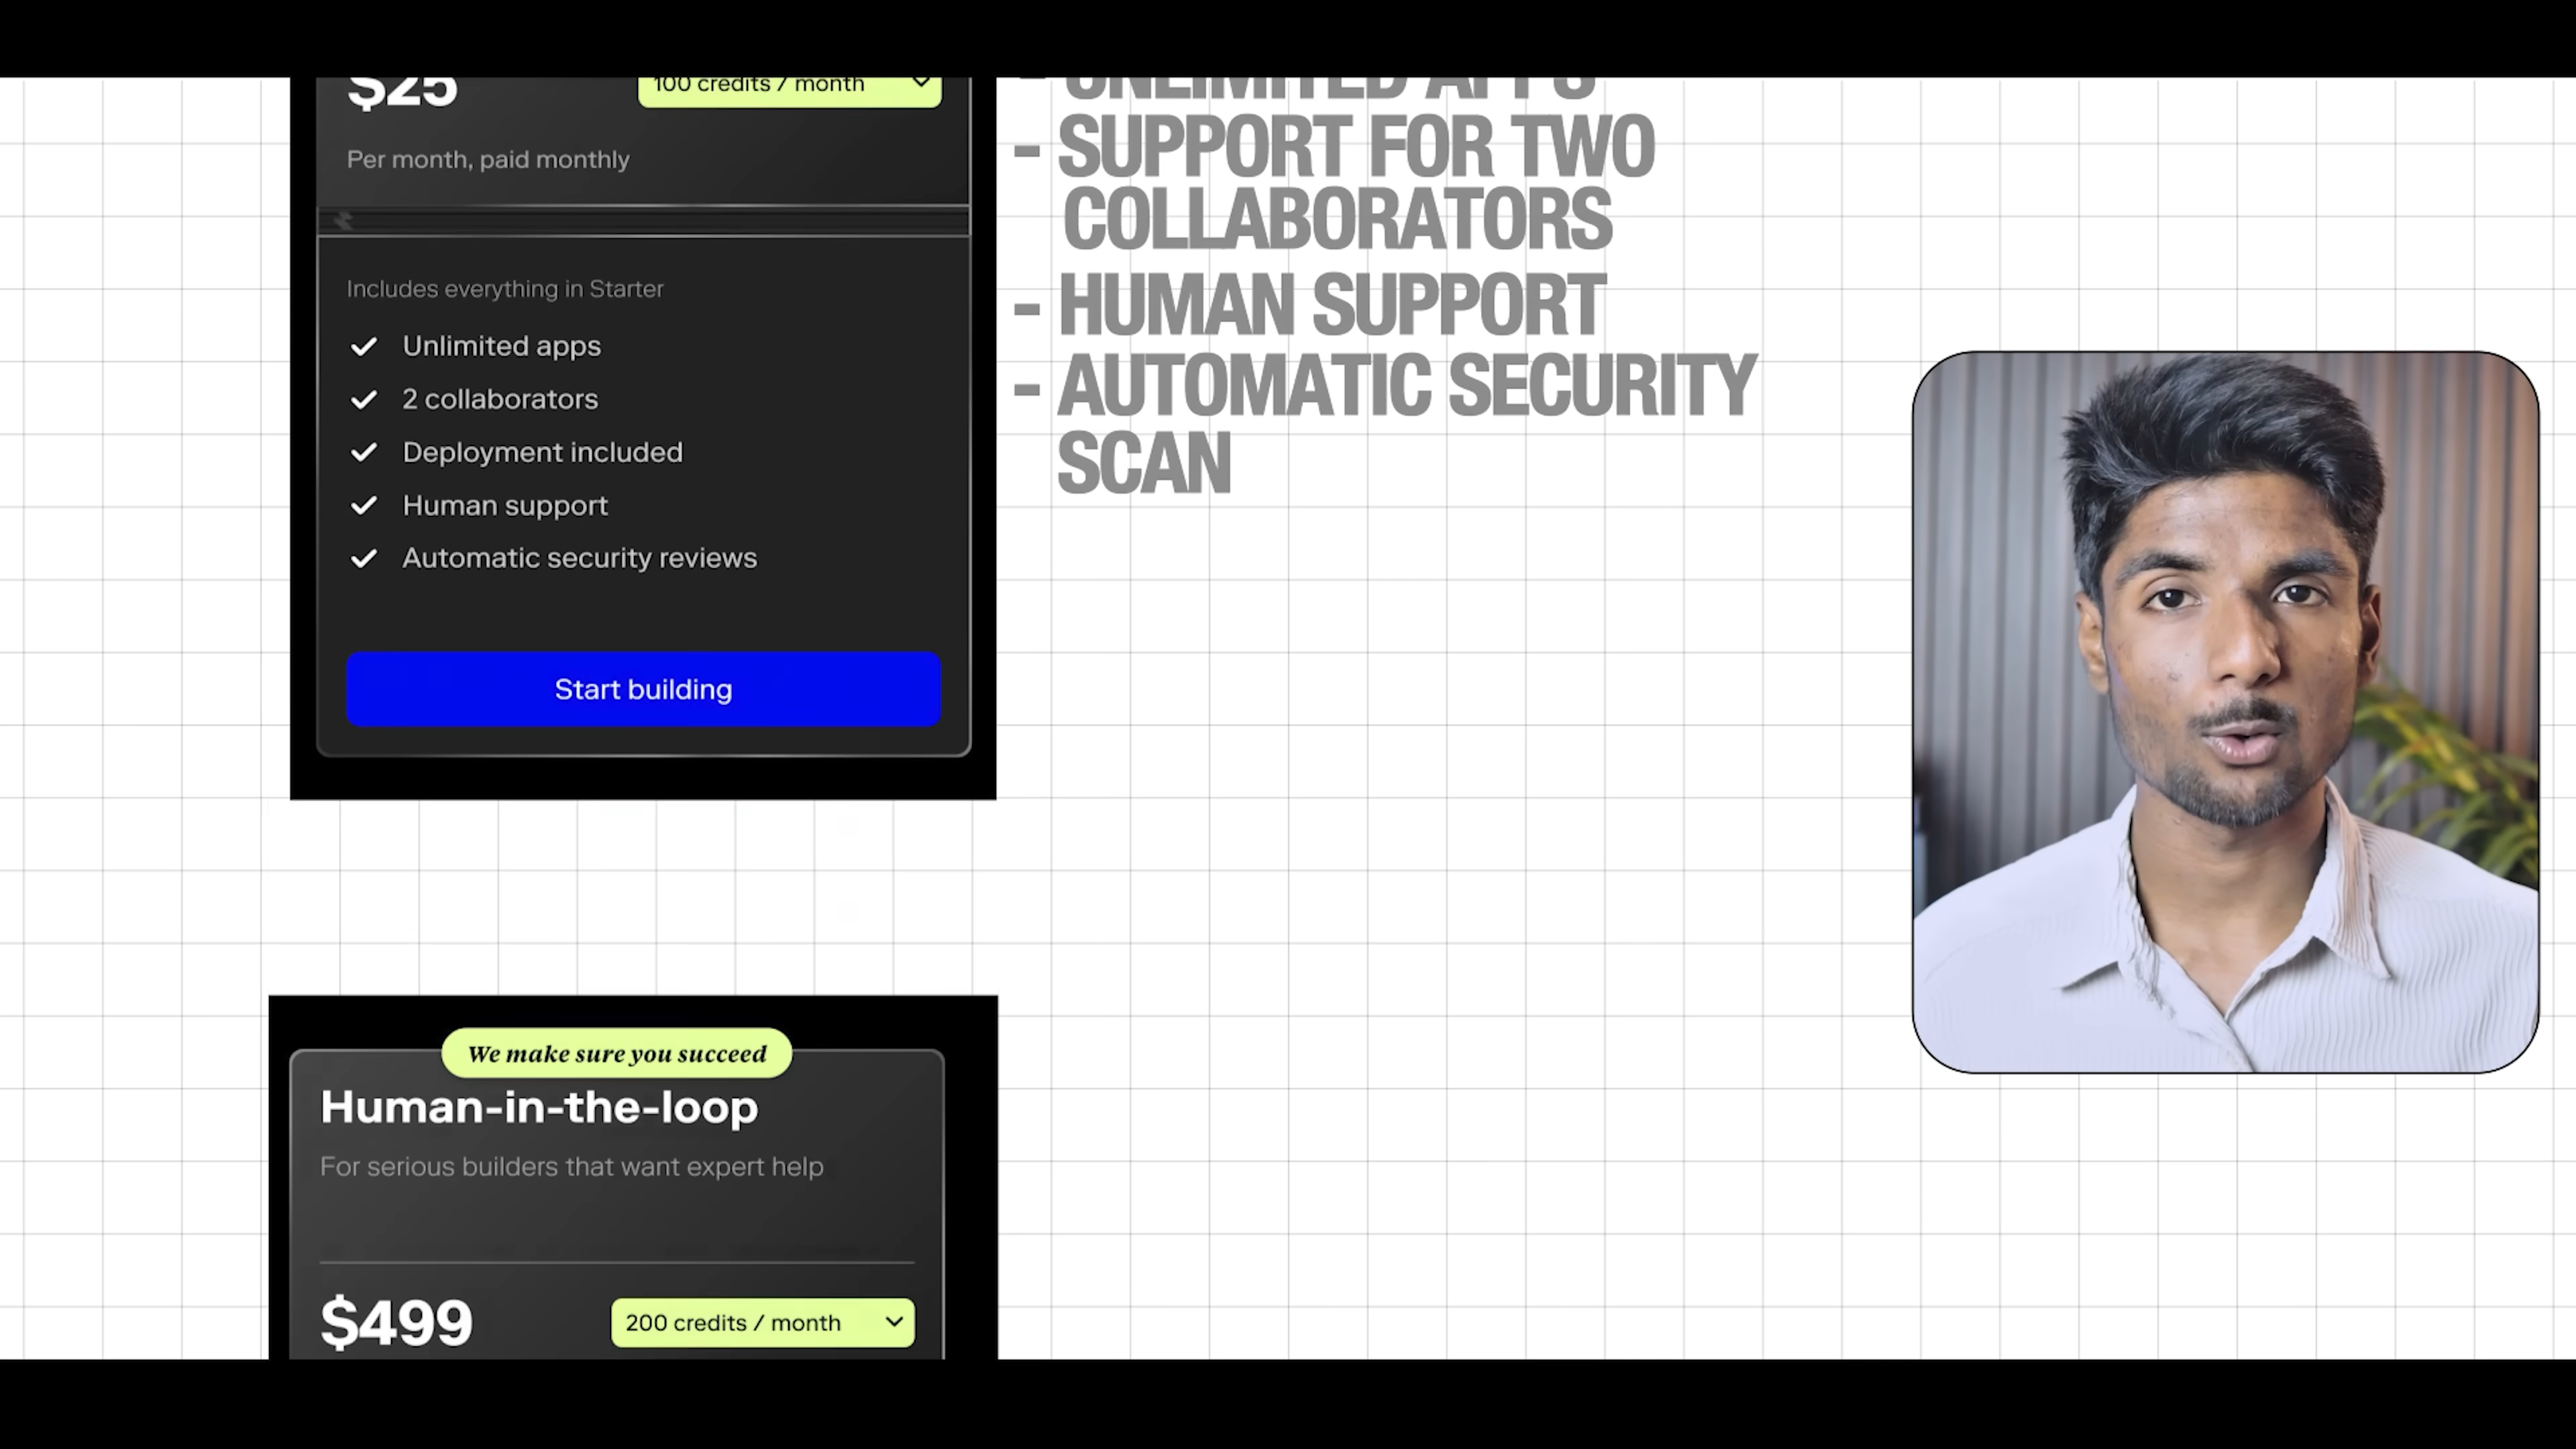 $25
100 credits / month
Per month, paid monthly
Includes everything in Starter
Unlimited apps
2 collaborators
Deployment included
Human support
Automatic security reviews
Start building
- UNLIMITED APPS
- SUPPORT FOR TWO
COLLABORATORS
- HUMAN SUPPORT
- AUTOMATIC SECURITY
SCAN
We make sure you succeed
Human-in-the-loop
For serious builders that want expert help
$499
200 credits / month